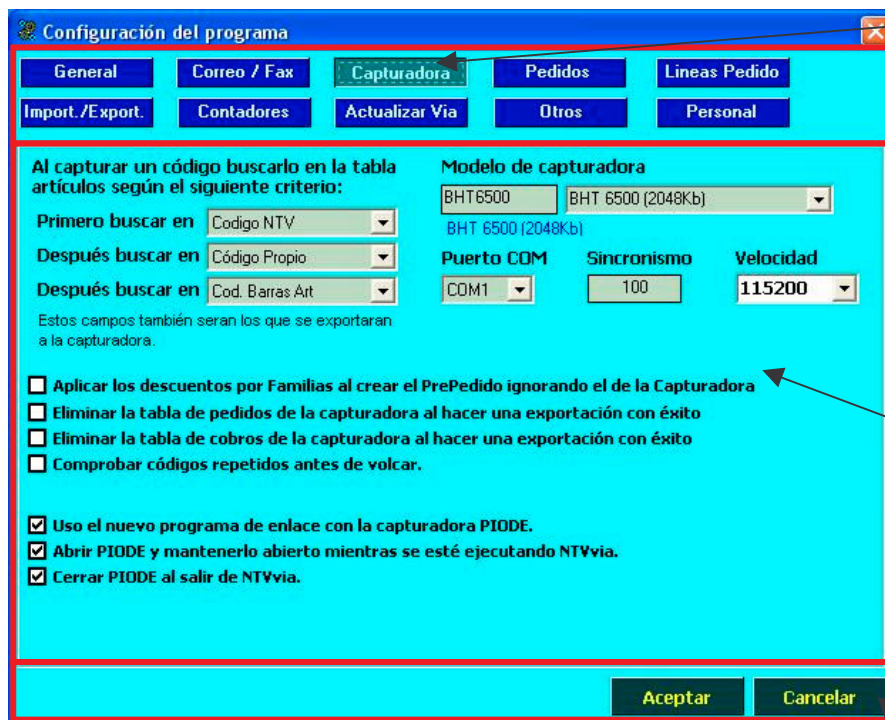 Configuración del programa
General Correo / Fax Capturadora Pedidos Lineas Pedido
Import./Export. Contadores Actualizar Via Otros Personal
Al capturar un código buscarlo en la tabla
artículos según el siguiente criterio:
Primero buscar en Codigo NTV
Después buscar en Código Propio
Después buscar en Cod. Barras Art
Estos campos también seran los que se exportaran
a la capturadora.
Modelo de capturadora
BHT6500 BHT 6500 (2048Kb)
BHT 6500 (2048Kb)
Puerto COM Sincronismo Velocidad
COM1 100 115200
Aplicar los descuentos por Familias al crear el PrePedido ignorando el de la Capturadora
Eliminar la tabla de pedidos de la capturadora al hacer una exportación con éxito
Eliminar la tabla de cobros de la capturadora al hacer una exportación con éxito
Comprobar códigos repetidos antes de volcar.
Uso el nuevo programa de enlace con la capturadora PIODE.
Abrir PIODE y mantenerlo abierto mientras se esté ejecutando NTVvia.
Cerrar PIODE al salir de NTVvia.
Aceptar Cancelar